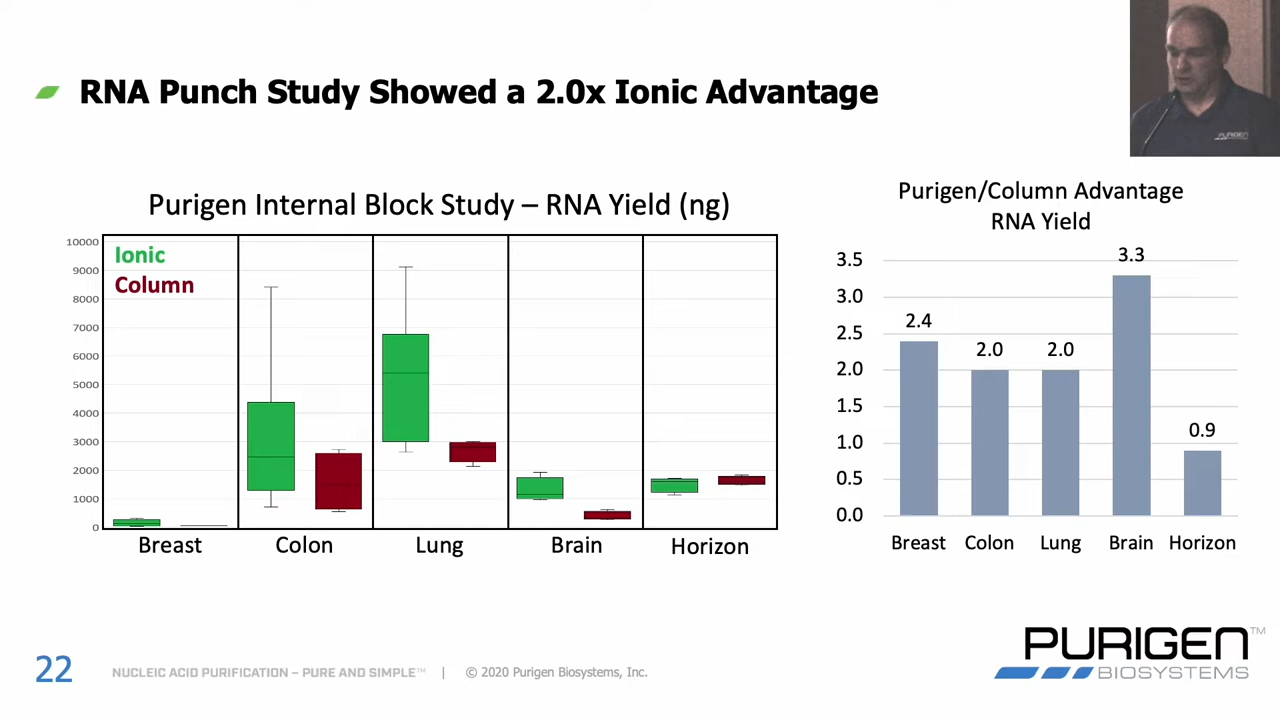 RNA Punch Study Showed a 2.0x Ionic Advantage
PURIGEN
Purigen Internal Block Study – RNA Yield (ng)
Ionic
Column
10000
9000
8000
7000
6000
5000
4000
3000
2000
1000
0
Breast Colon Lung Brain Horizon
Purigen/Column Advantage
RNA Yield
3.5
3.0
2.5
2.0
1.5
1.0
0.5
0.0
2.4 2.0 2.0 3.3 0.9
Breast Colon Lung Brain Horizon
22 NUCLEIC ACID PURIFICATION – PURE AND SIMPLE™ | © 2020 Purigen Biosystems, Inc.
PURIGEN™
BIOSYSTEMS